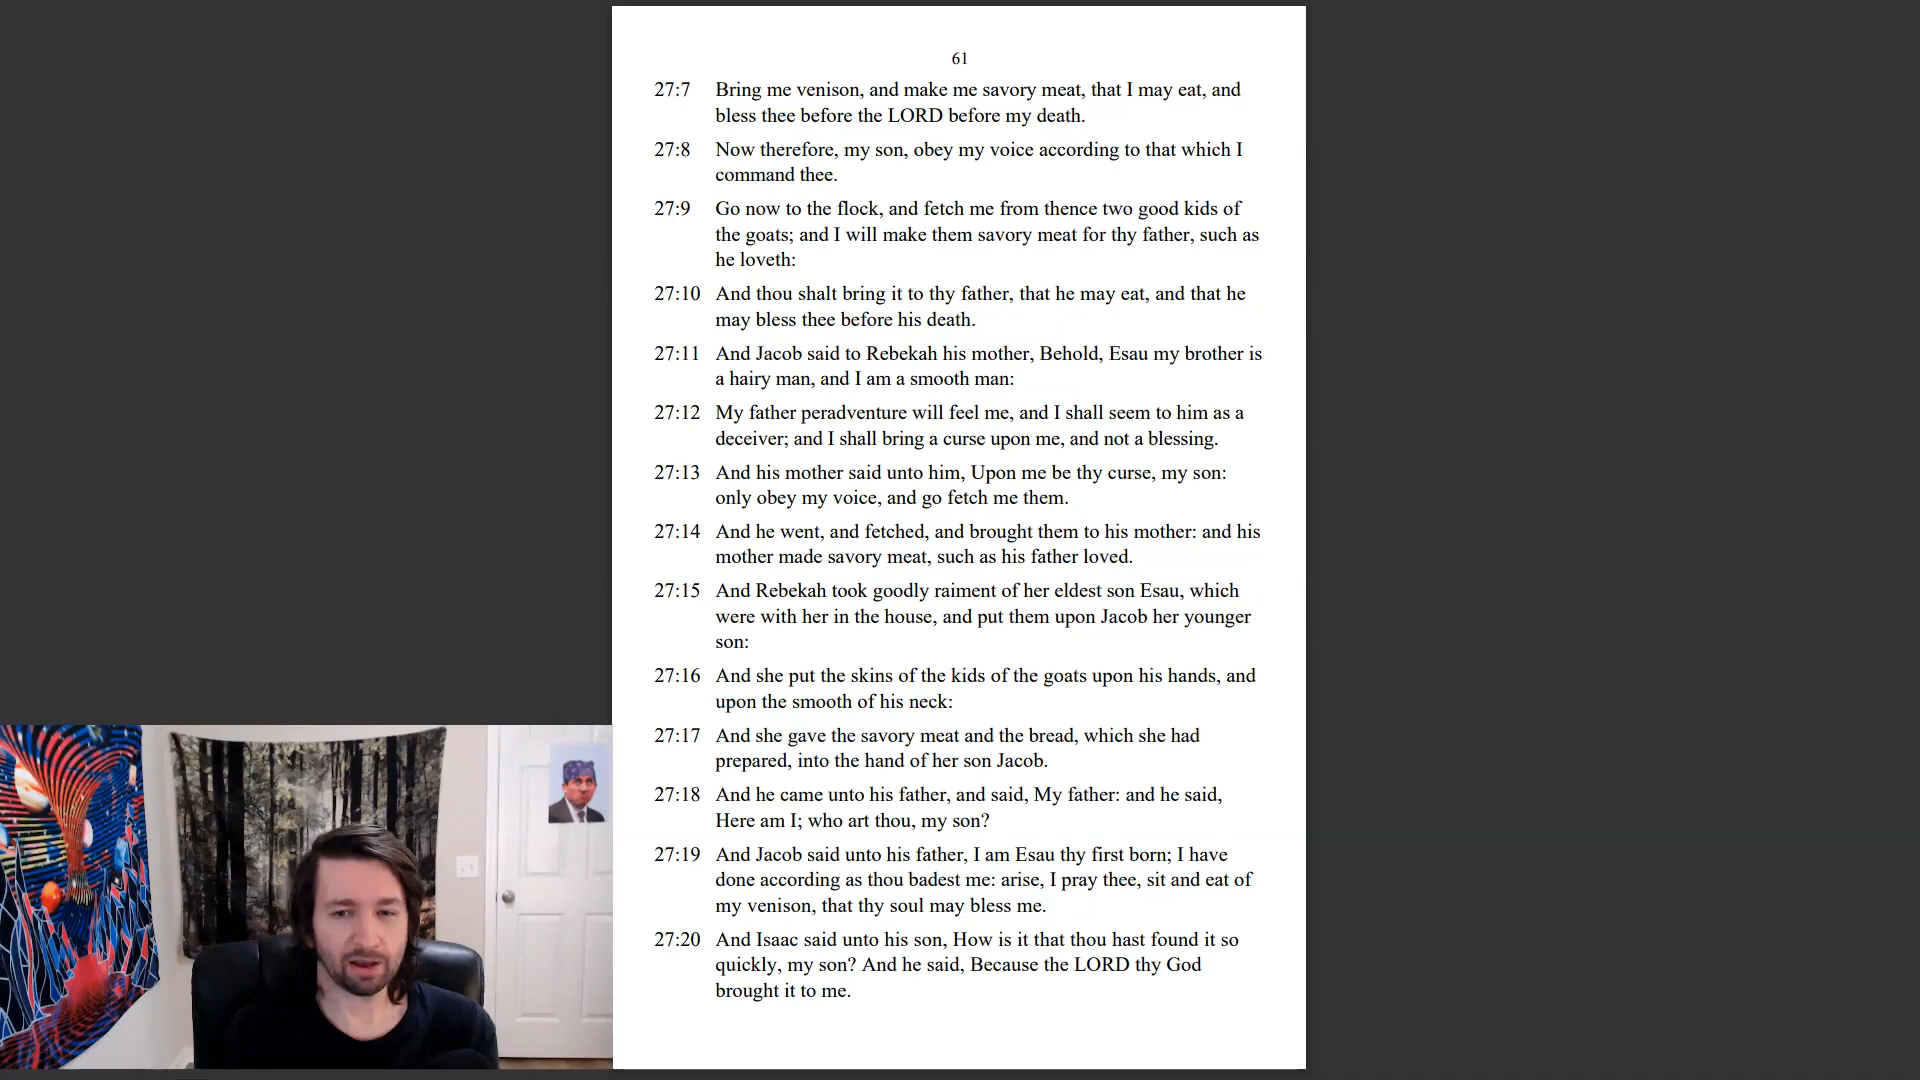 61
27:7 Bring me venison, and make me savory meat, that I may eat, and
bless thee before the LORD before my death.
27:8 Now therefore, my son, obey my voice according to that which I
command thee.
27:9 Go now to the flock, and fetch me from thence two good kids of
the goats; and I will make them savory meat for thy father, such as
he loveth:
27:10 And thou shalt bring it to thy father, that he may eat, and that he
may bless thee before his death.
27:11 And Jacob said to Rebekah his mother, Behold, Esau my brother is
a hairy man, and I am a smooth man:
27:12 My father peradventure will feel me, and I shall seem to him as a
deceiver; and I shall bring a curse upon me, and not a blessing.
27:13 And his mother said unto him, Upon me be thy curse, my son:
only obey my voice, and go fetch me them.
27:14 And he went, and fetched, and brought them to his mother: and his
mother made savory meat, such as his father loved.
27:15 And Rebekah took goodly raiment of her eldest son Esau, which
were with her in the house, and put them upon Jacob her younger
son:
27:16 And she put the skins of the kids of the goats upon his hands, and
upon the smooth of his neck:
27:17 And she gave the savory meat and the bread, which she had
prepared, into the hand of her son Jacob.
27:18 And he came unto his father, and said, My father: and he said,
Here am I; who art thou, my son?
27:19 And Jacob said unto his father, I am Esau thy first born; I have
done according as thou badest me: arise, I pray thee, sit and eat of
my venison, that thy soul may bless me.
27:20 And Isaac said unto his son, How is it that thou hast found it so
quickly, my son? And he said, Because the LORD thy God
brought it to me.